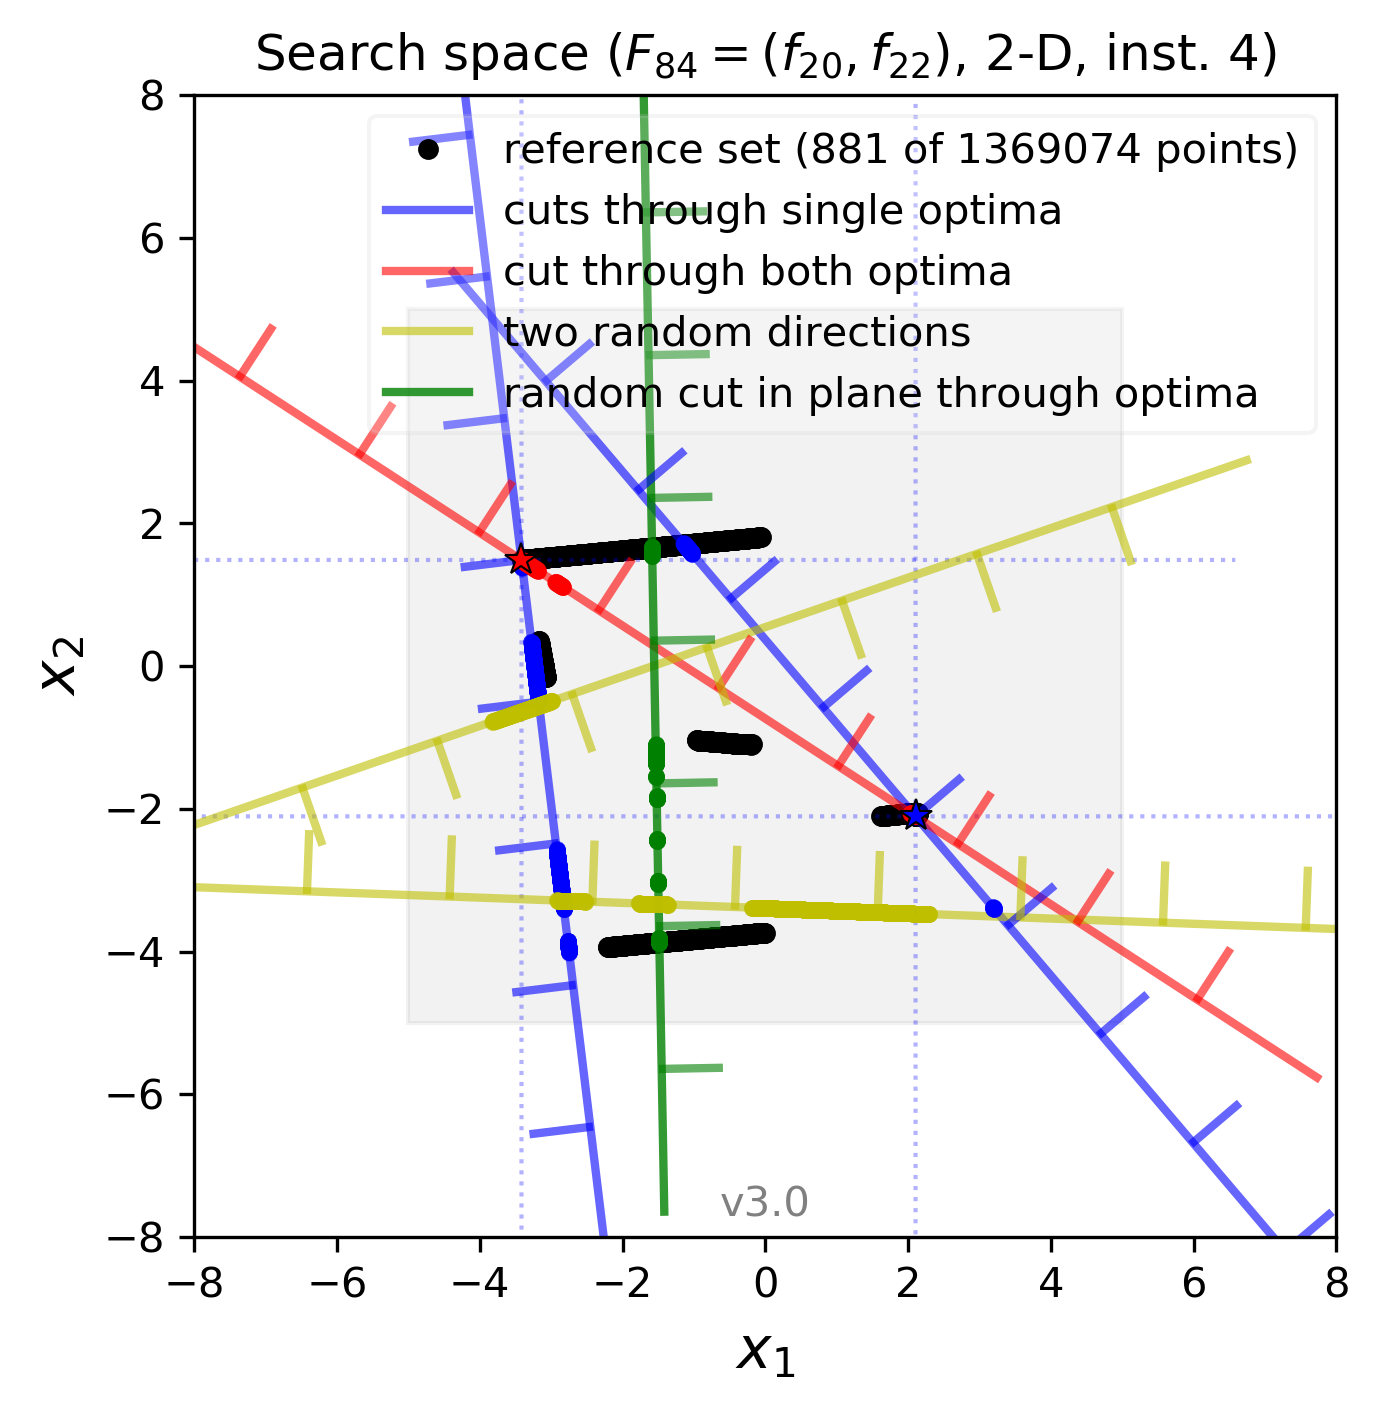 Search space (F₈₄ = (f₂₀, f₂₂), 2-D, inst. 4)
reference set (881 of 1369074 points)
cuts through single optima
cut through both optima
two random directions
random cut in plane through optima
8
6
4
2
0
−2
−4
−6
−8
x₂
v3.0
−8 −6 −4 −2 0 2 4 6 8
x₁